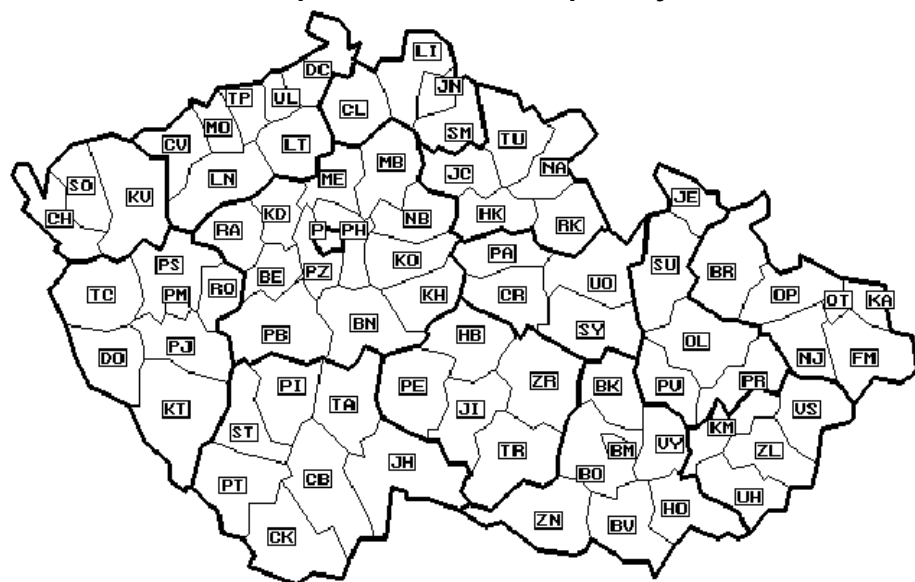 LI
DC
JN
TP
UL
CL
MO
SM
TU
CV
LT
MB
NA
JC
ME
LN
SO
KV
JE
KD
NB
HK
CH
RA
P
PH
RK
PA
KO
SU
PS
BE
PZ
BR
UO
OP
RO
TC
PM
KH
CR
OT
KA
BN
SY
PB
HB
OL
PJ
DO
NJ
FM
PI
PE
ZR
BK
PV
PR
KT
TA
JI
VS
KM
ST
VY
TR
BM
ZL
JH
BO
CB
PT
UH
HO
ZN
BV
CK